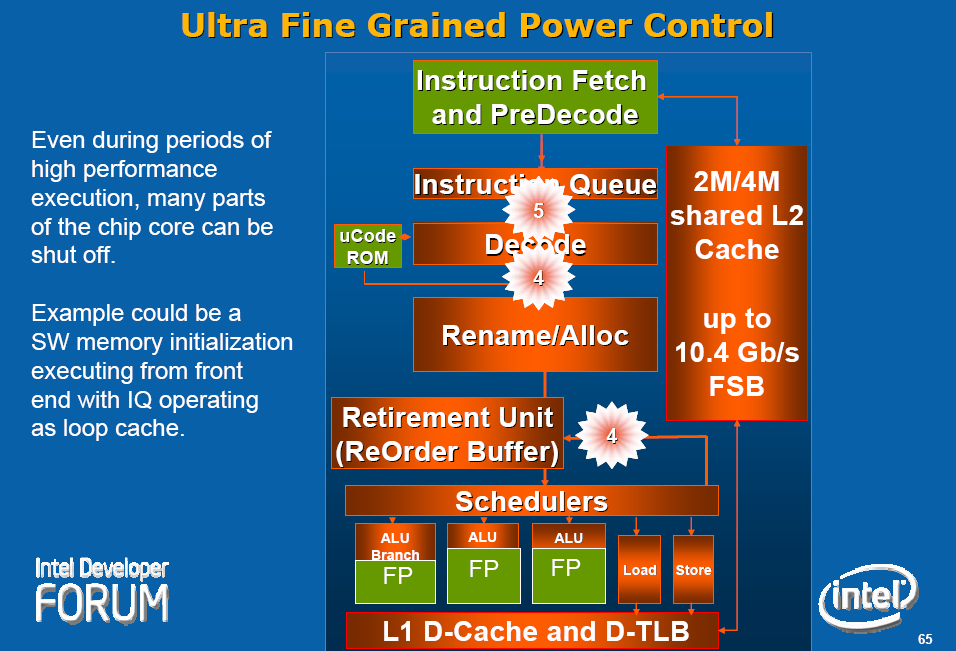 Ultra Fine Grained Power Control
Even during periods of
high performance
execution, many parts
of the chip core can be
shut off.
Example could be a
SW memory initialization
executing from front
end with IQ operating
as loop cache.
Instruction Fetch
and PreDecode
Instruction Queue
5
uCode
ROM
Decode
4
Rename/Alloc
2M/4M
shared L2
Cache
up to
10.4 Gb/s
FSB
Retirement Unit
(ReOrder Buffer)
4
Schedulers
ALU
Branch
FP
ALU
FP
ALU
FP
Load
Store
L1 D-Cache and D-TLB
Intel Developer
FORUM
intel®
65